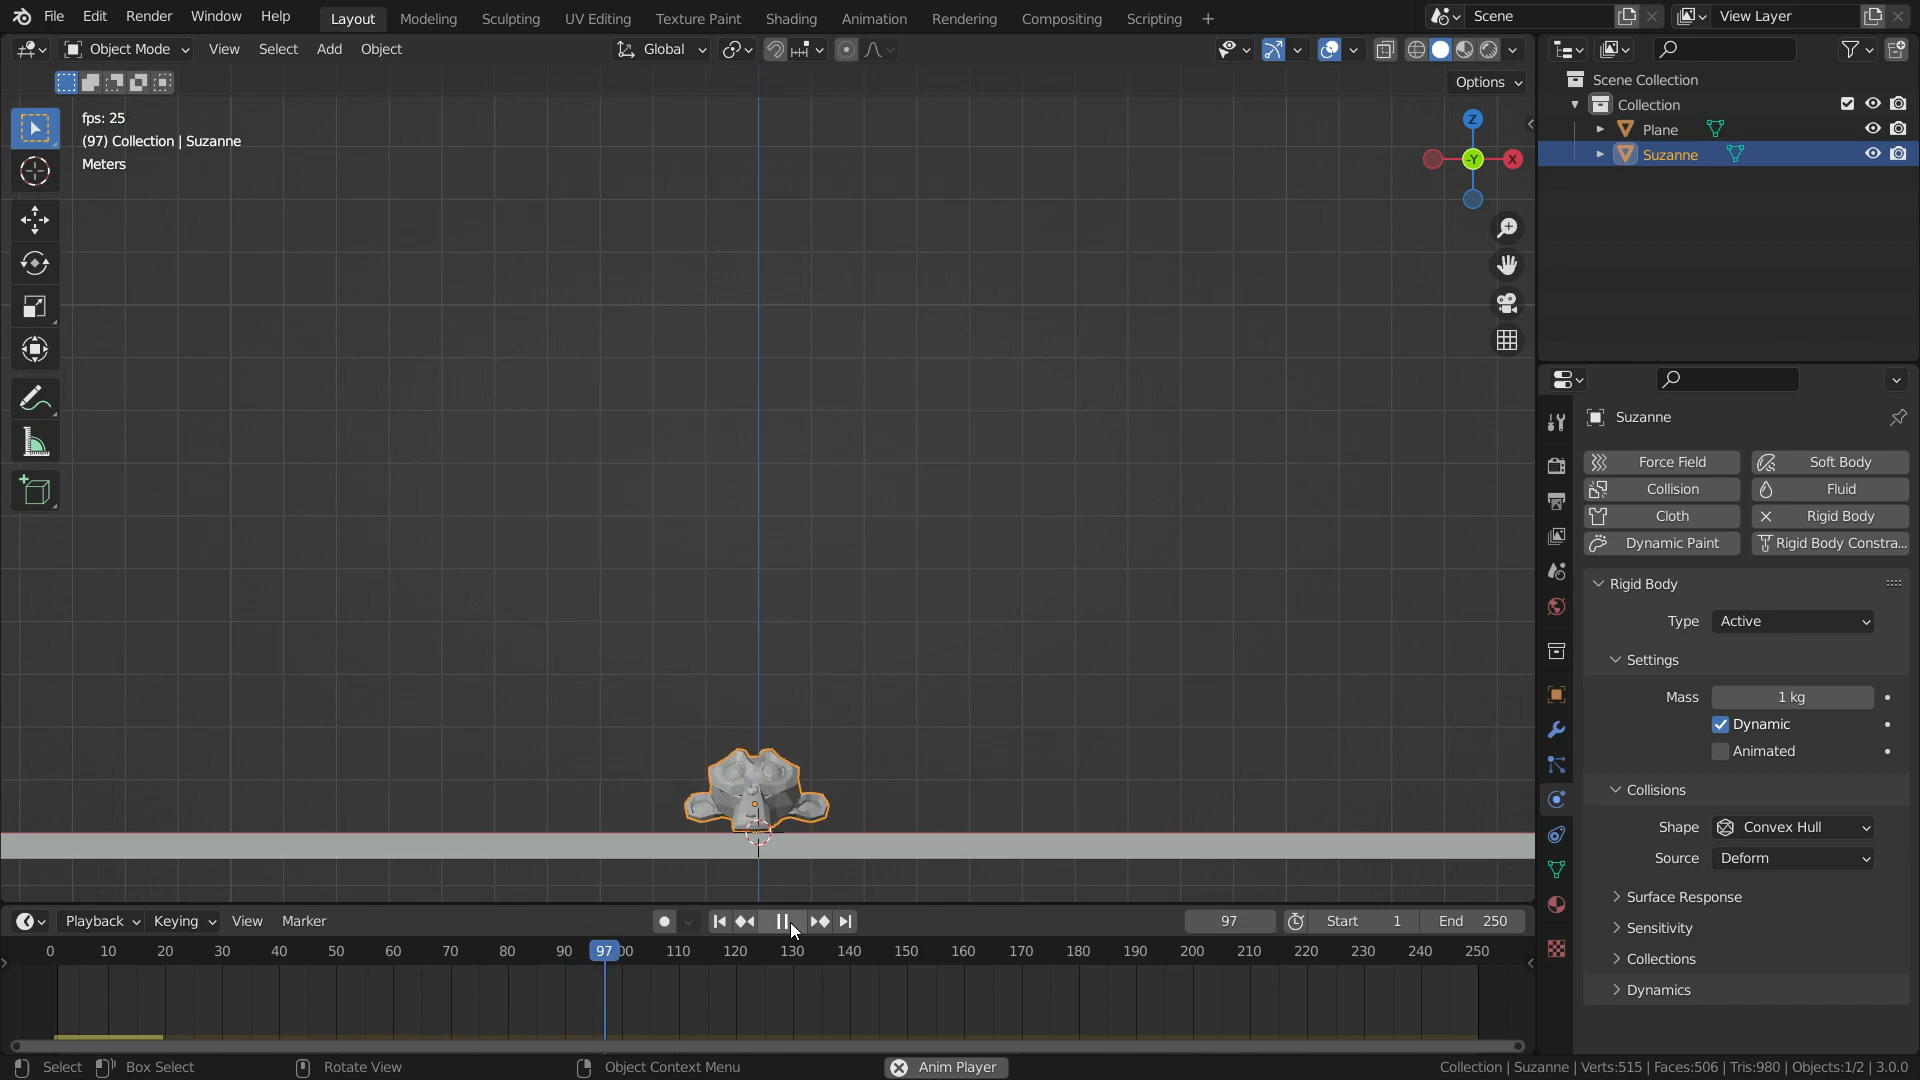 File Edit Render Window Help Layout Modeling Sculpting UV Editing Texture Paint Shading Animation Rendering Compositing Scripting Scene View Layer
Object Mode View Select Add Object Global
Options
fps: 25
(97) Collection | Suzanne
Meters
Z
-Y X
Scene Collection
Collection
Plane
Suzanne
Suzanne
Force Field Soft Body
Collision Fluid
Cloth Rigid Body
Dynamic Paint Rigid Body Constra...
Rigid Body
Type Active
Settings
Mass 1 kg
Dynamic
Animated
Collisions
Shape Convex Hull
Source Deform
Surface Response
Sensitivity
Collections
Dynamics
Playback Keying View Marker 97 Start 1 End 250
0 10 20 30 40 50 60 70 80 90 97 00 110 120 130 140 150 160 170 180 190 200 210 220 230 240 250
Select Box Select Rotate View Object Context Menu Anim Player Collection | Suzanne | Verts:515 | Faces:506 | Tris:980 | Objects:1/2 | 3.0.0